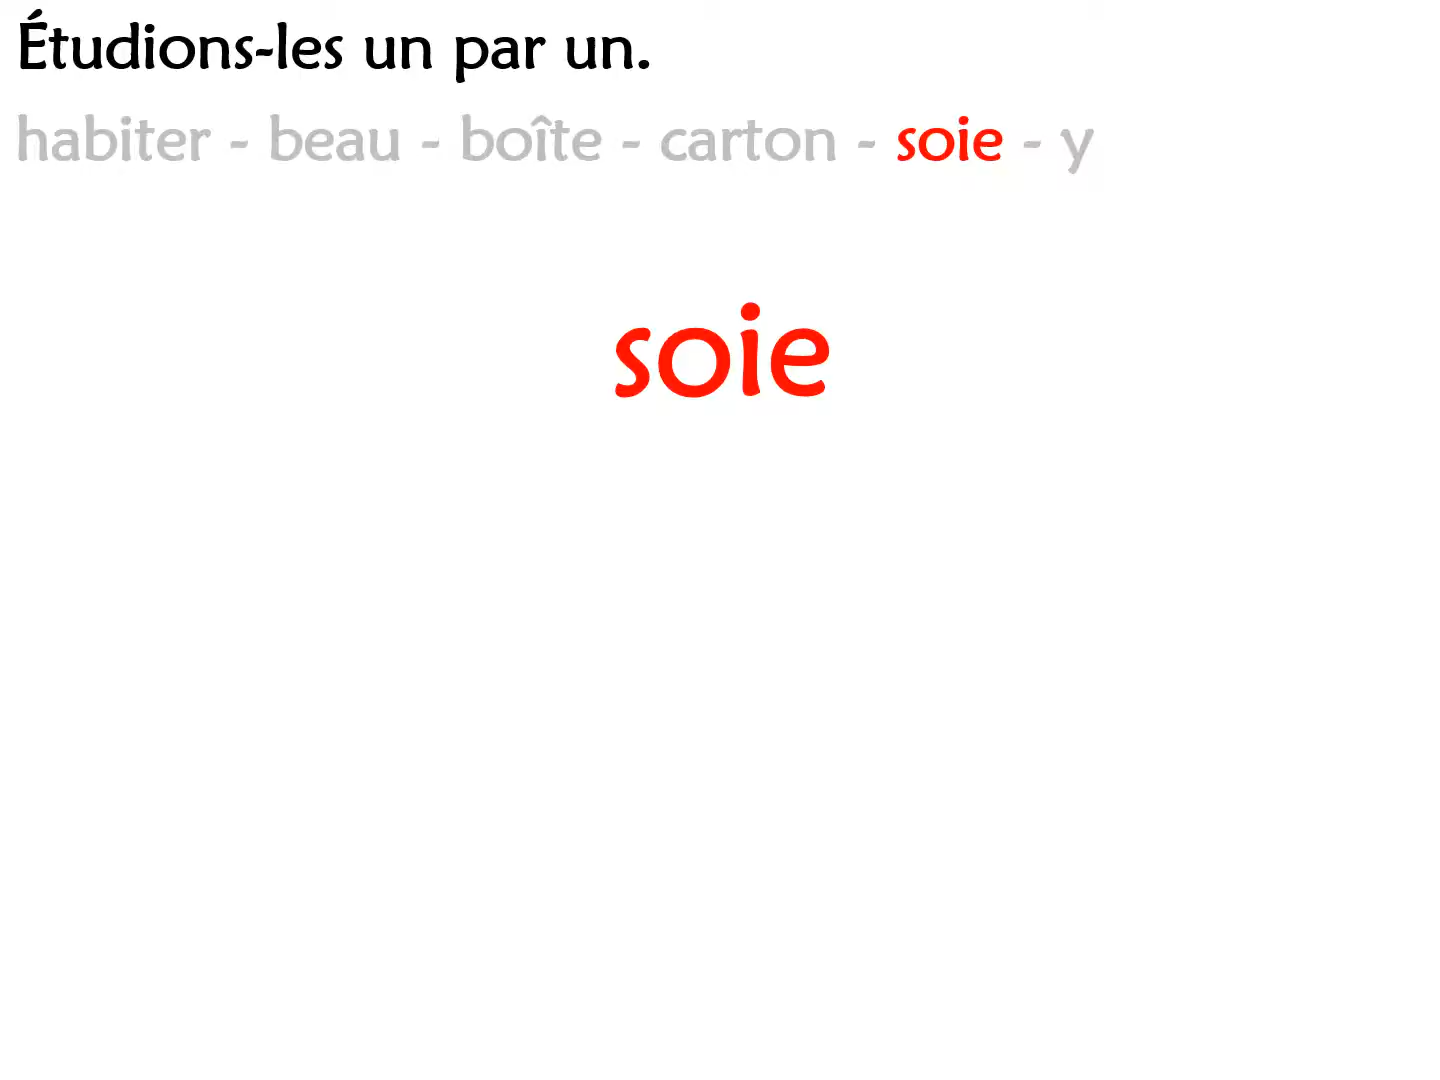 Étudions-les un par un.
habiter - beau - boîte - carton - soie - y
soie